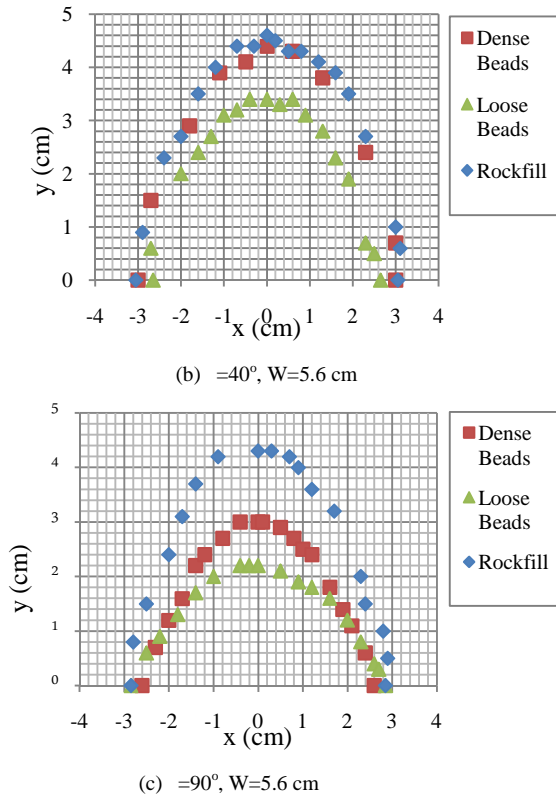 5
4
3
2
1
0
y (cm)
-4 -3 -2 -1 0 1 2 3 4
x (cm)
Dense
Beads
Loose
Beads
Rockfill
(b) =40º, W=5.6 cm
5
4
3
2
1
0
y (cm)
-4 -3 -2 -1 0 1 2 3 4
x (cm)
Dense
Beads
Loose
Beads
Rockfill
(c) =90º, W=5.6 cm